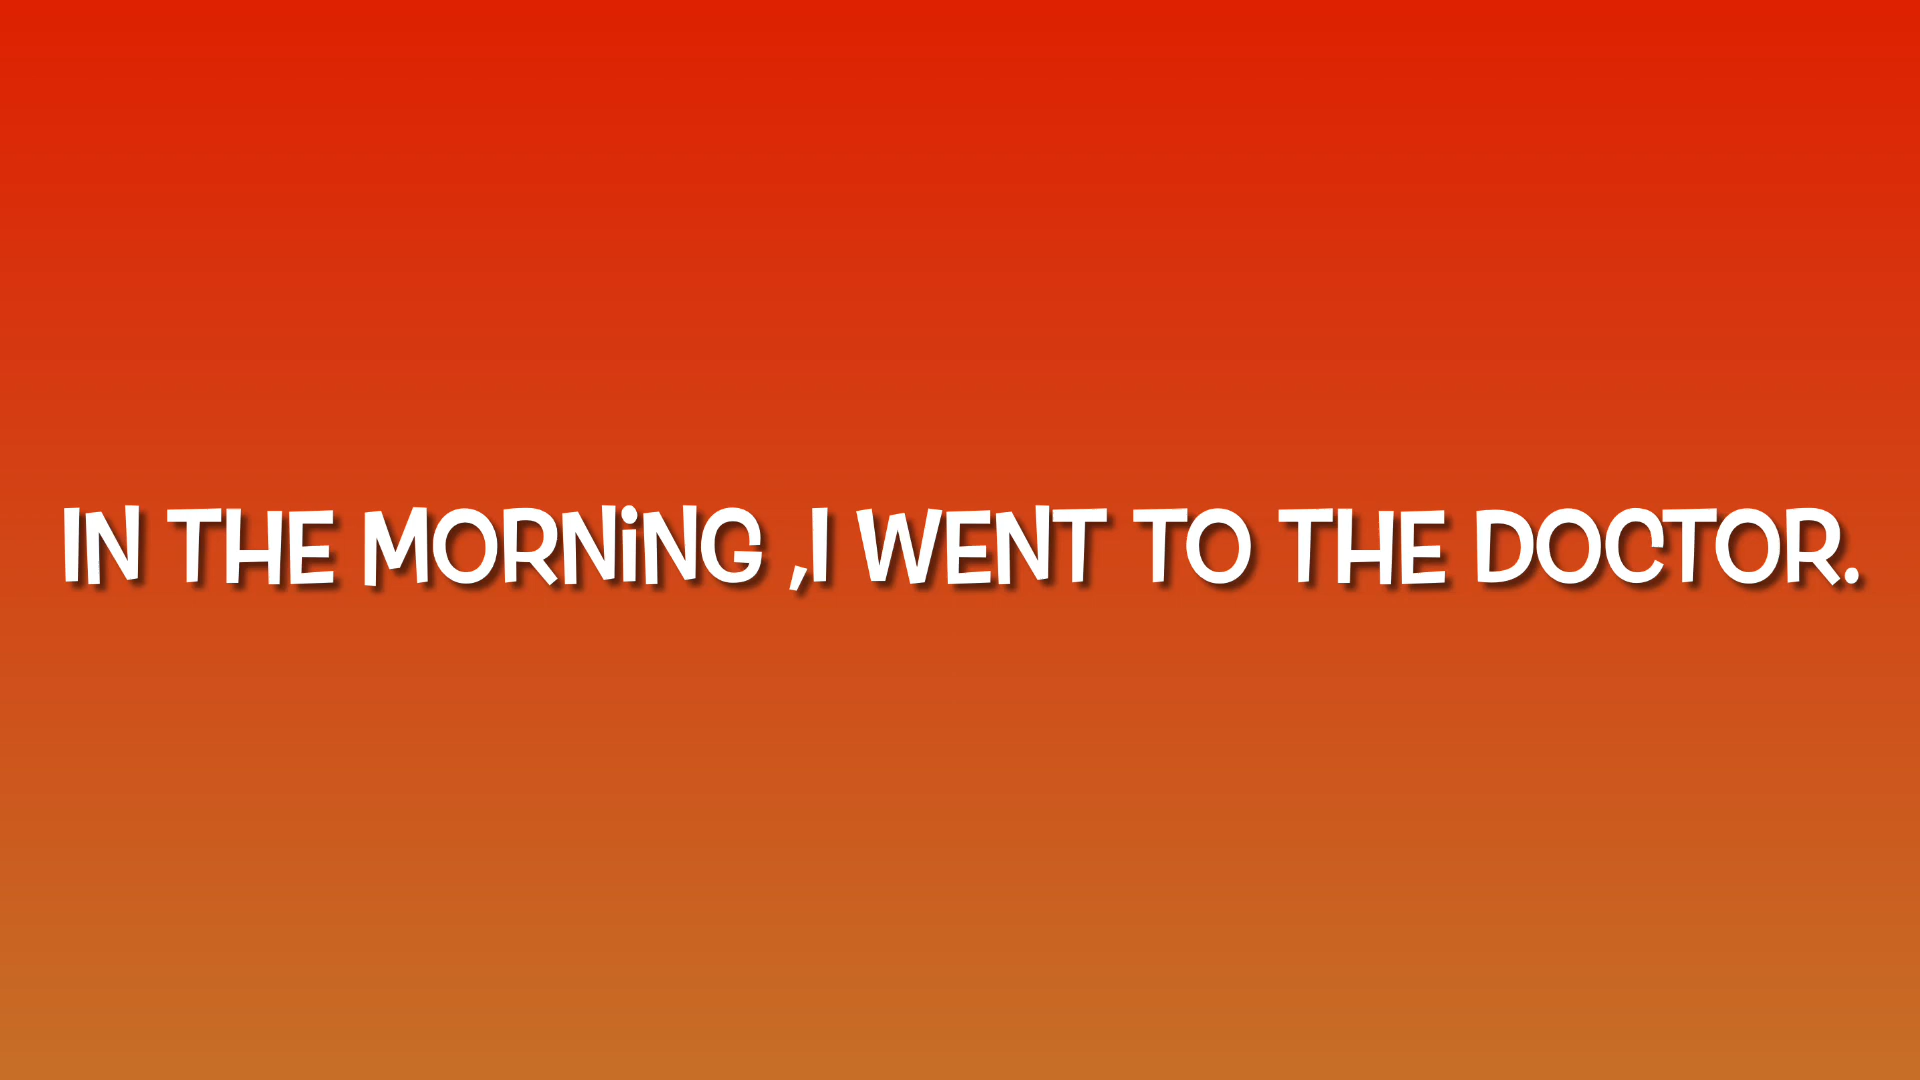 IN THE MORNiNG ,I WENT TO THE DOCTOR.